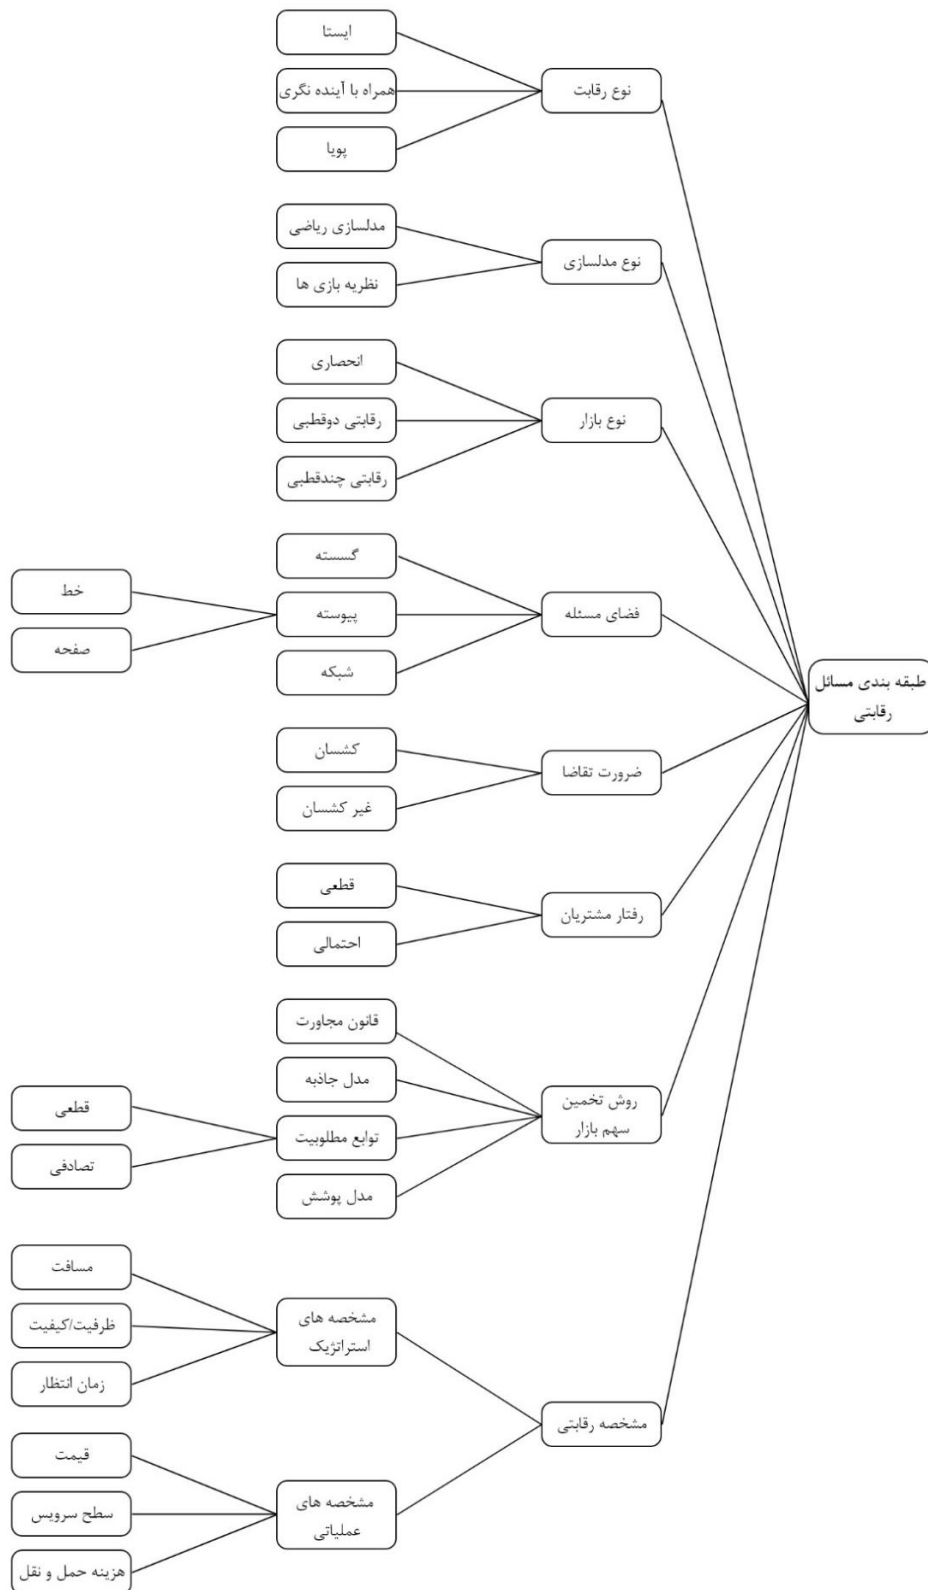 طبقه بندی مسائل
رقابتی
نوع رقابت
ایستا
همراه با آینده نگری
پویا
نوع مدلسازی
مدلسازی ریاضی
نظریه بازی ها
نوع بازار
انحصاری
رقابتی دوقطبی
رقابتی چندقطبی
فضای مسئله
گسسته
پیوسته
خط
صفحه
شبکه
ضرورت تقاضا
کشسان
غیر کشسان
رفتار مشتریان
قطعی
احتمالی
روش تخمین
سهم بازار
قانون مجاورت
مدل جاذبه
توابع مطلوبیت
قطعی
تصادفی
مدل پوشش
مشخصه رقابتی
مشخصه های
استراتژیک
مسافت
ظرفیت/کیفیت
زمان انتظار
مشخصه های
عملیاتی
قیمت
سطح سرویس
هزینه حمل و نقل